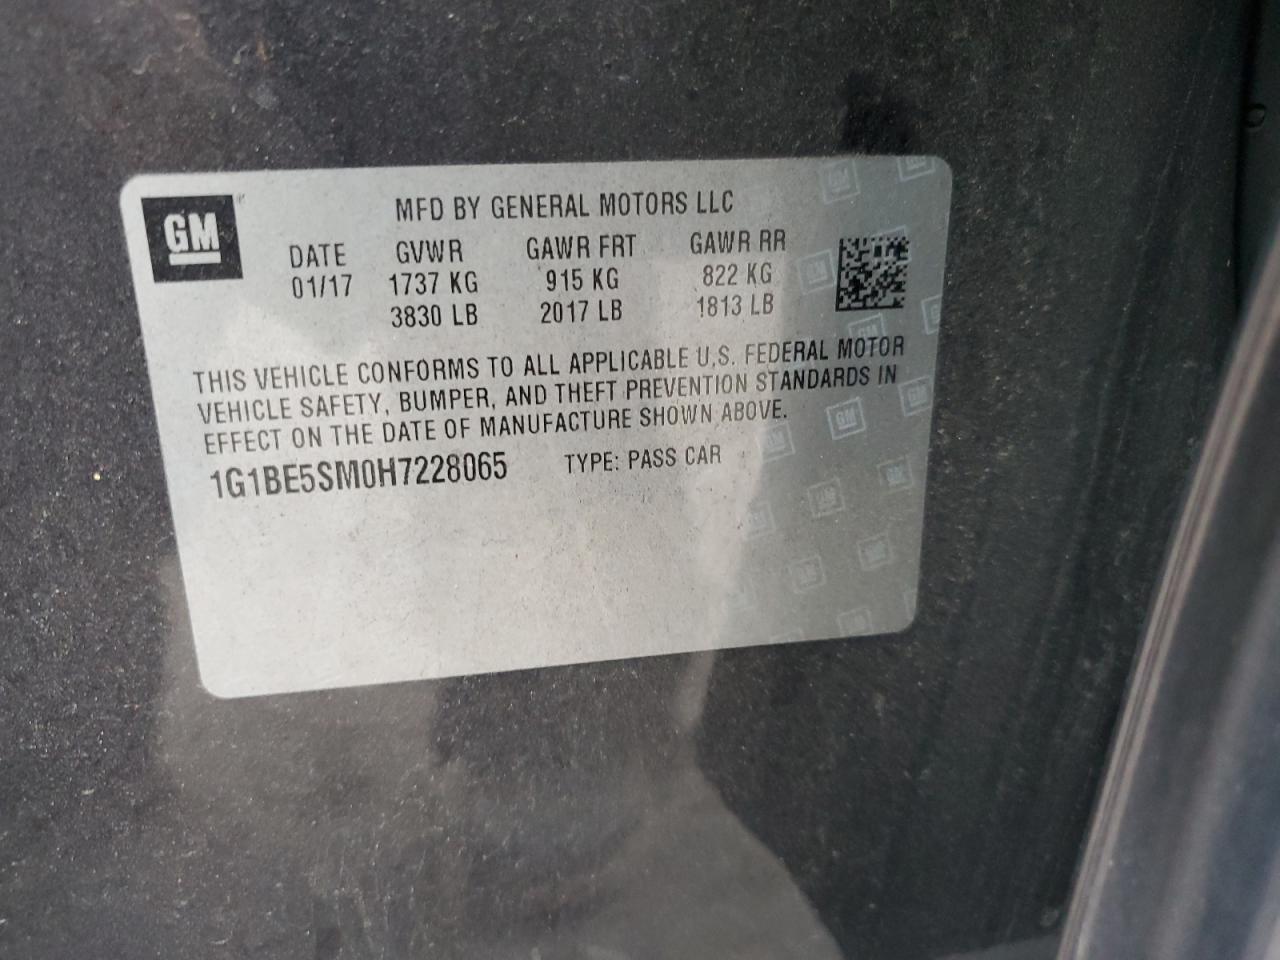 GM
MFD BY GENERAL MOTORS LLC
DATE GVWR GAWR FRT GAWR RR
01/17 1737 KG 915 KG 822 KG
3830 LB 2017 LB 1813 LB
THIS VEHICLE CONFORMS TO ALL APPLICABLE U.S. FEDERAL MOTOR
VEHICLE SAFETY, BUMPER, AND THEFT PREVENTION STANDARDS IN
EFFECT ON THE DATE OF MANUFACTURE SHOWN ABOVE.
1G1BE5SM0H7228065 TYPE: PASS CAR